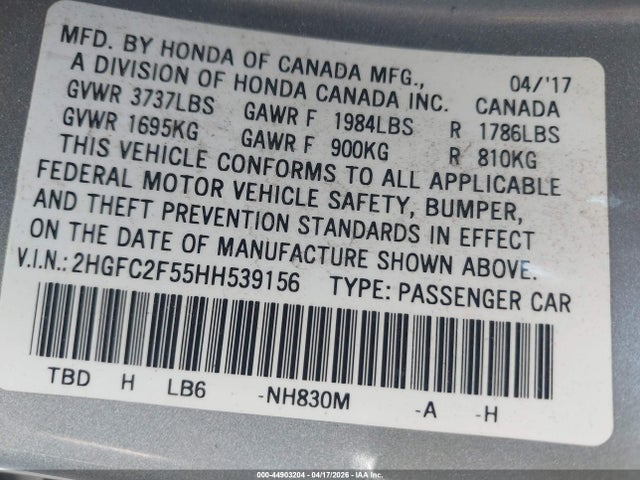 MFD. BY HONDA OF CANADA MFG., 04/'17
A DIVISION OF HONDA CANADA INC. CANADA
GVWR 3737LBS GAWR F 1984LBS R 1786LBS
GVWR 1695KG GAWR F 900KG R 810KG
THIS VEHICLE CONFORMS TO ALL APPLICABLE
FEDERAL MOTOR VEHICLE SAFETY, BUMPER,
AND THEFT PREVENTION STANDARDS IN EFFECT
ON THE DATE OF MANUFACTURE SHOWN ABOVE.
V.I.N.: 2HGFC2F55HH539156 TYPE: PASSENGER CAR
TBD H LB6 -NH830M -A -H
000-44903204 - 04/17/2026 - IAAI.COM